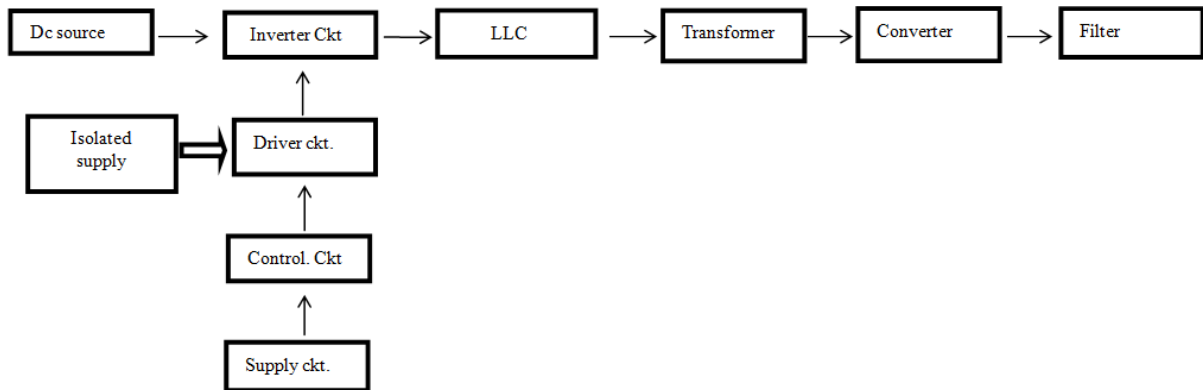 Dc source
Inverter Ckt
LLC
Transformer
Converter
Filter
Isolated
supply
Driver ckt.
Control. Ckt
Supply ckt.